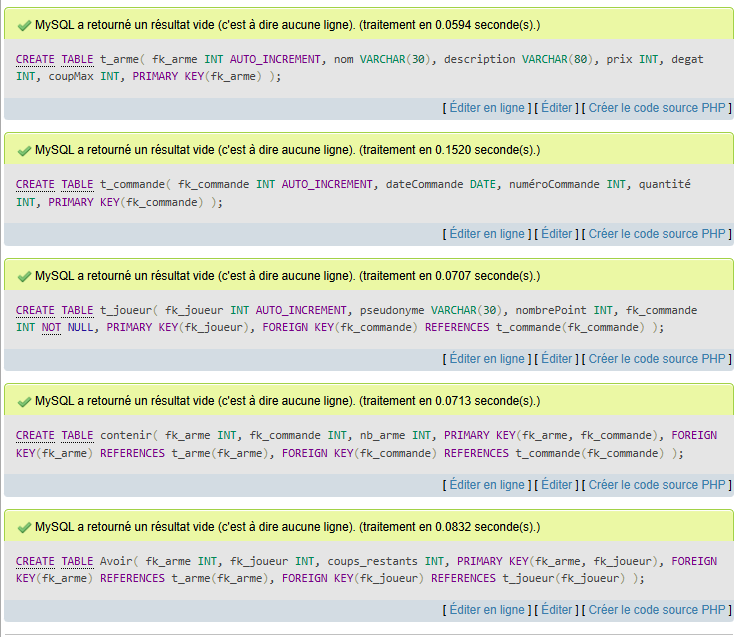 MySQL a retourné un résultat vide (c'est à dire aucune ligne). (traitement en 0.0594 seconde(s).)
CREATE TABLE t_arme( fk_arme INT AUTO_INCREMENT, nom VARCHAR(30), description VARCHAR(80), prix INT, degat
INT, coupMax INT, PRIMARY KEY(fk_arme) );
[ Éditer en ligne ] [ Éditer ] [ Créer le code source PHP ]
MySQL a retourné un résultat vide (c'est à dire aucune ligne). (traitement en 0.1520 seconde(s).)
CREATE TABLE t_commande( fk_commande INT AUTO_INCREMENT, dateCommande DATE, numéroCommande INT, quantité
INT, PRIMARY KEY(fk_commande) );
[ Éditer en ligne ] [ Éditer ] [ Créer le code source PHP ]
MySQL a retourné un résultat vide (c'est à dire aucune ligne). (traitement en 0.0707 seconde(s).)
CREATE TABLE t_joueur( fk_joueur INT AUTO_INCREMENT, pseudonyme VARCHAR(30), nombrePoint INT, fk_commande
INT NOT NULL, PRIMARY KEY(fk_joueur), FOREIGN KEY(fk_commande) REFERENCES t_commande(fk_commande) );
[ Éditer en ligne ] [ Éditer ] [ Créer le code source PHP ]
MySQL a retourné un résultat vide (c'est à dire aucune ligne). (traitement en 0.0713 seconde(s).)
CREATE TABLE contenir( fk_arme INT, fk_commande INT, nb_arme INT, PRIMARY KEY(fk_arme, fk_commande), FOREIGN
KEY(fk_arme) REFERENCES t_arme(fk_arme), FOREIGN KEY(fk_commande) REFERENCES t_commande(fk_commande) );
[ Éditer en ligne ] [ Éditer ] [ Créer le code source PHP ]
MySQL a retourné un résultat vide (c'est à dire aucune ligne). (traitement en 0.0832 seconde(s).)
CREATE TABLE Avoir( fk_arme INT, fk_joueur INT, coups_restants INT, PRIMARY KEY(fk_arme, fk_joueur), FOREIGN
KEY(fk_arme) REFERENCES t_arme(fk_arme), FOREIGN KEY(fk_joueur) REFERENCES t_joueur(fk_joueur) );
[ Éditer en ligne ] [ Éditer ] [ Créer le code source PHP ]